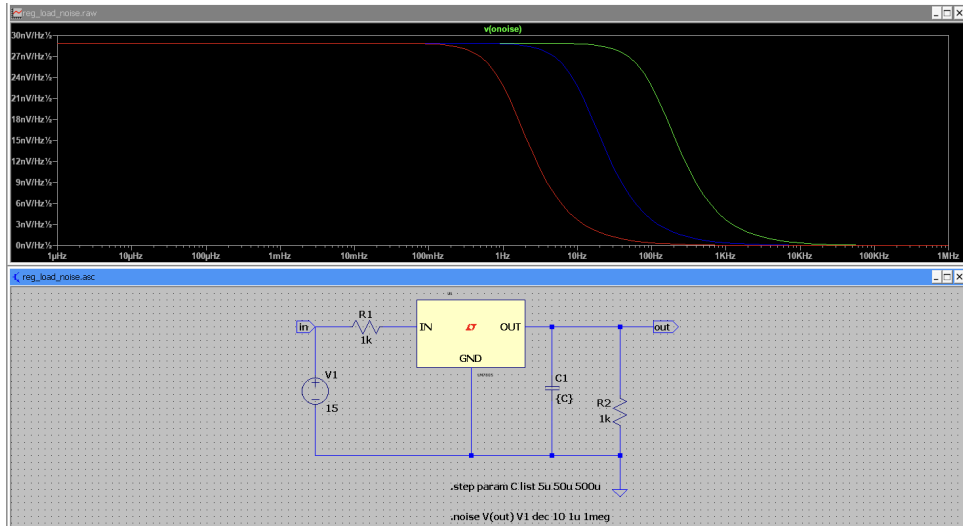 reg_load_noise.raw
v(onoise)
30nV/Hz½
27nV/Hz½
24nV/Hz½
21nV/Hz½
18nV/Hz½
15nV/Hz½
12nV/Hz½
9nV/Hz½
6nV/Hz½
3nV/Hz½
0nV/Hz½
1µHz 10µHz 100µHz 1mHz 10mHz 100mHz 1Hz 10Hz 100Hz 1KHz 10KHz 100KHz 1MHz
reg_load_noise.asc
U1
R1
in IN OUT out
1k
GND
V1
C1
{C}
15
R2
1k
.step param C list 5u 50u 500u
.noise V(out) V1 dec 10 1u 1meg